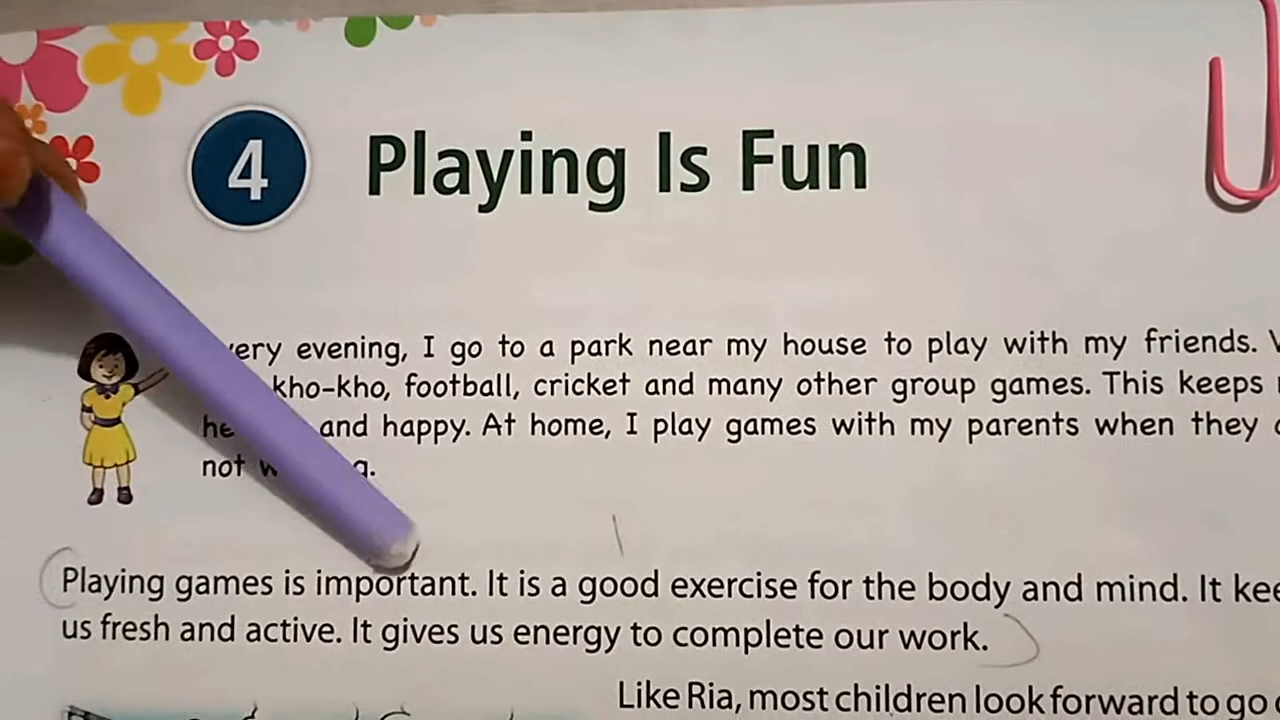 4 Playing Is Fun
evening, I go to a park near my house to play with my friends.
kho-kho, football, cricket and many other group games. This keeps
and happy. At home, I play games with my parents when they
not
Playing games is important. It is a good exercise for the body and mind. It
us fresh and active. It gives us energy to complete our work.
Like Ria, most children look forward to go